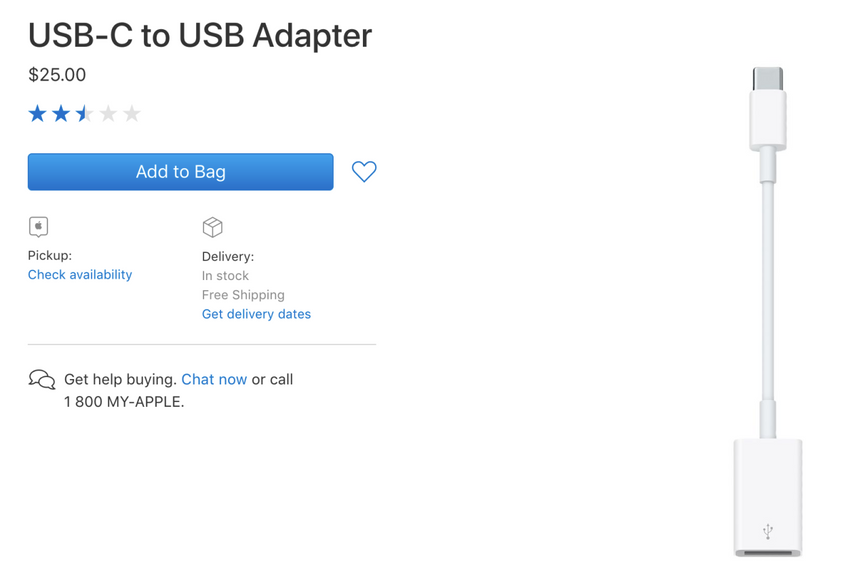 USB-C to USB Adapter
$25.00
Add to Bag
Pickup:
Check availability
Delivery:
In stock
Free Shipping
Get delivery dates
Get help buying. Chat now or call
1 800 MY-APPLE.